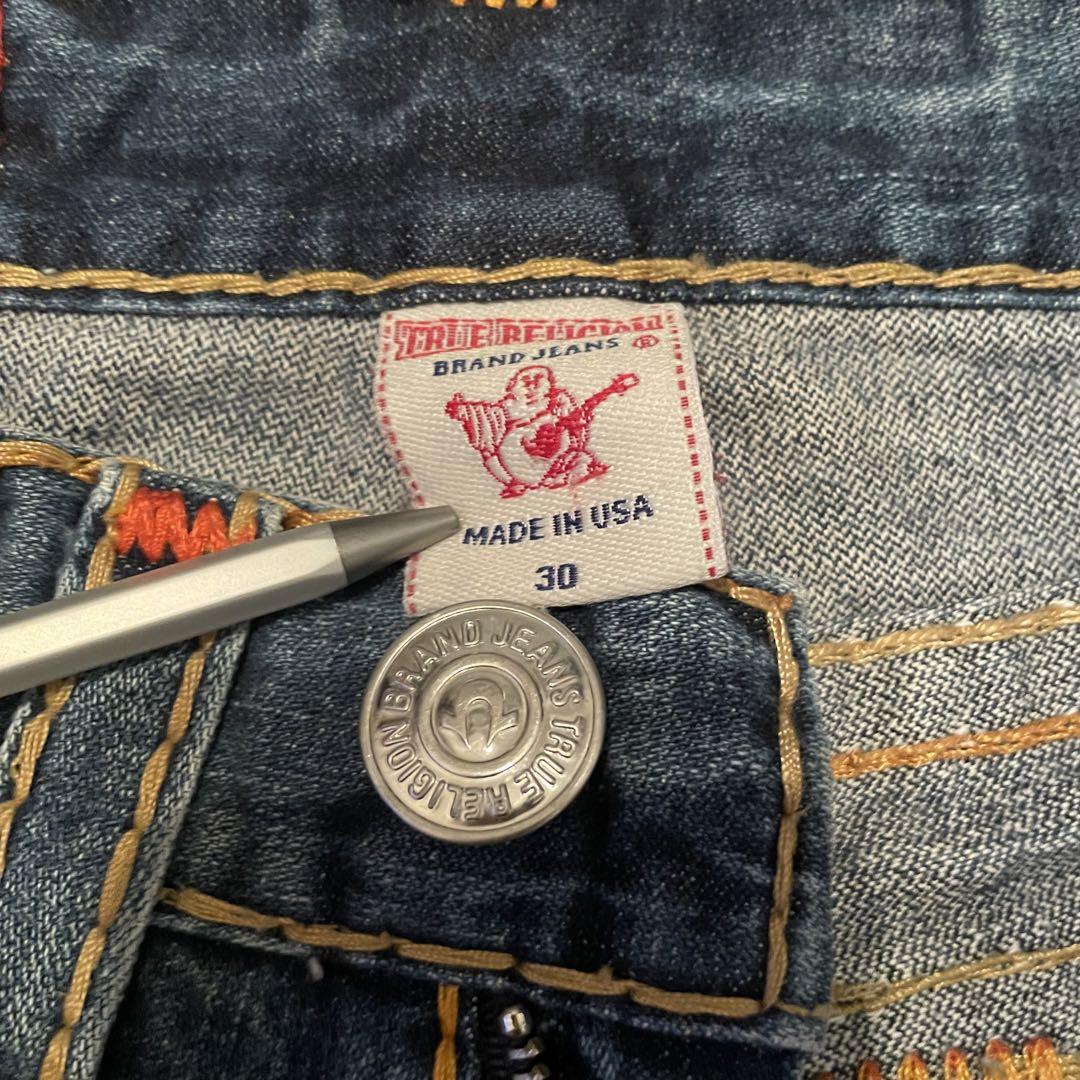 TRUE RELIGION
BRAND JEANS ®
MADE IN USA
30
TRUE RELIGION BRAND JEANS